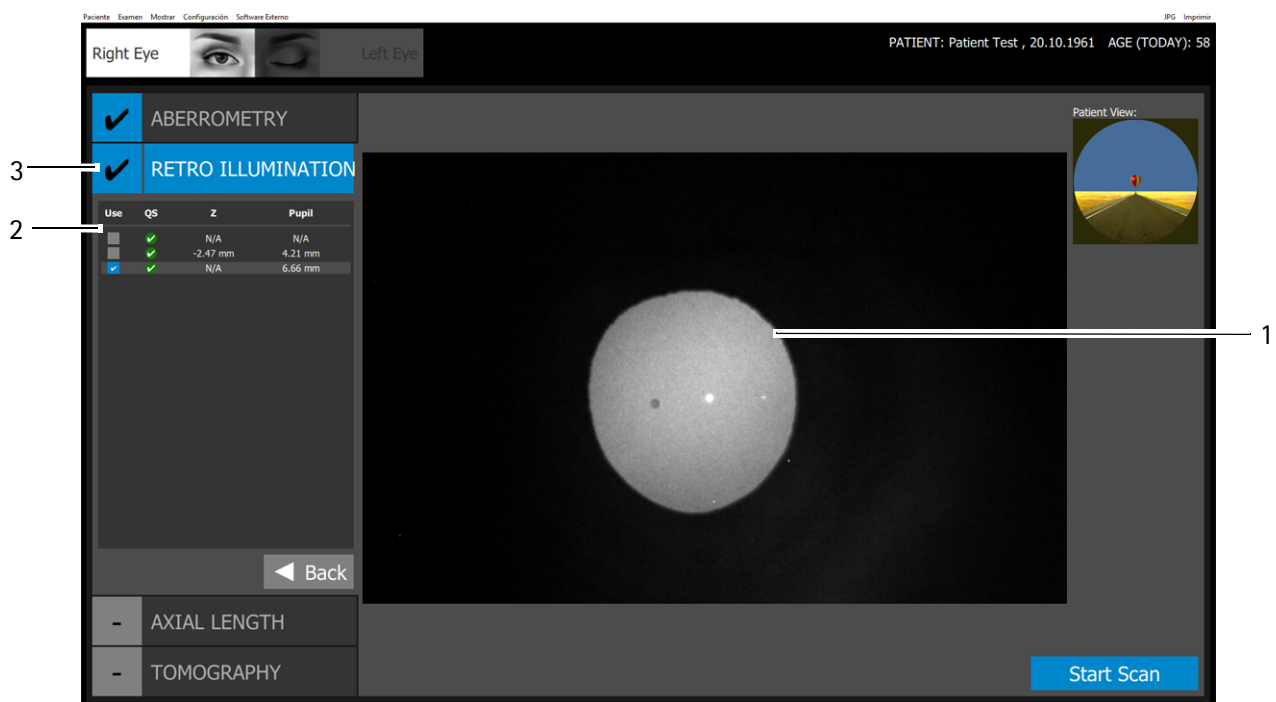 Paciente Examen Mostrar Configuración Software Externo JPG Imprimir
Right Eye Left Eye PATIENT: Patient Test , 20.10.1961 AGE (TODAY): 58
ABERROMETRY
Patient View:
3 RETRO ILLUMINATION
Use QS Z Pupil
2
N/A N/A
-2.47 mm 4.21 mm
N/A 6.66 mm
1
Back
- AXIAL LENGTH
- TOMOGRAPHY
Start Scan